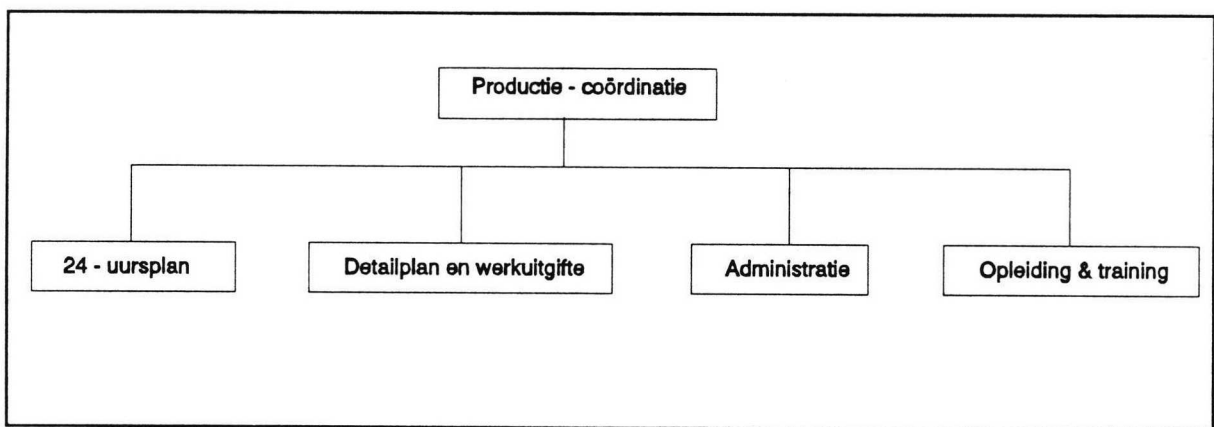 Productie - coördinatie
24 - uursplan
Detailplan en werkuitgifte
Administratie
Opleiding & training